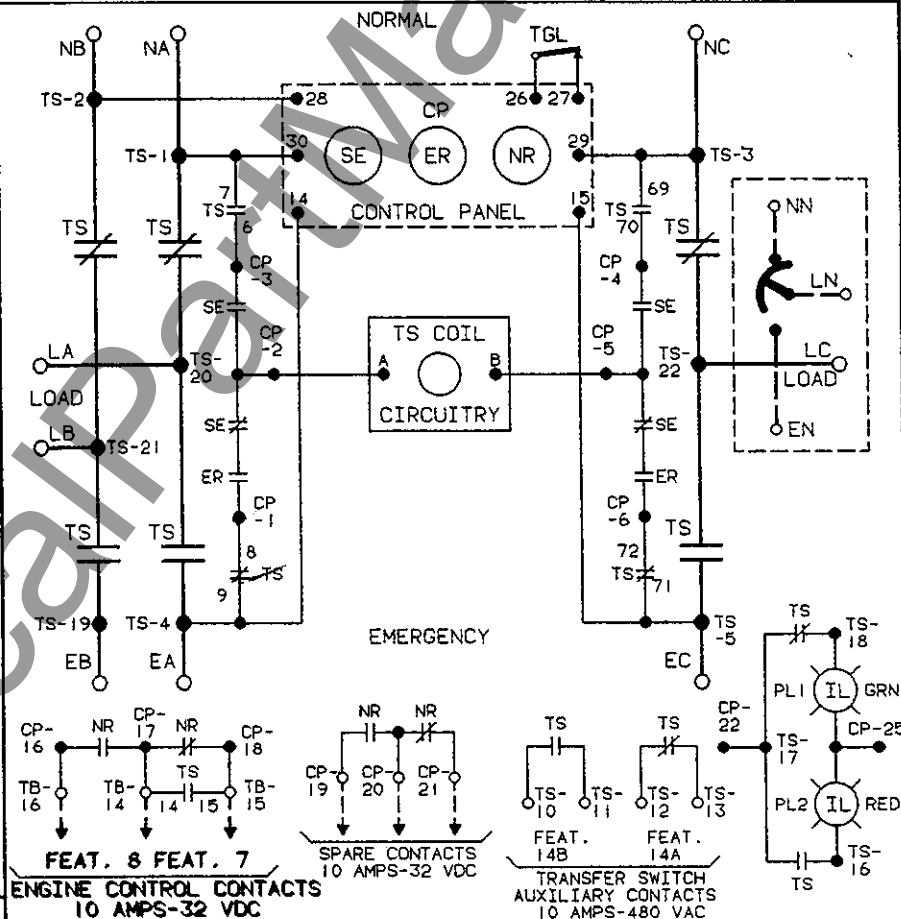 NORMAL
NB
NA
NC
TGL
TS-2
28
CP
26
27
TS-1
30
SE
ER
NR
29
TS-3
7
TS
6
14
CONTROL PANEL
15
69
TS
70
TS
TS
TS
NN
CP
-3
CP
-4
LN
SE
SE
CP
-2
TS COIL
CP
-5
LA
TS-
20
A
B
TS-
22
LC
LOAD
LOAD
CIRCUITRY
LB
TS-21
SE
SE
EN
ER
ER
CP
-1
CP
-6
TS
TS
TS
8
TS
9
72
TS
71
TS-19
TS-4
EMERGENCY
TS
-5
EB
EA
EC
TS
TS-
18
PL1
IL
GRN
CP-
16
NR
CP-
17
NR
CP-
18
NR
NR
TS
TS
CP-
22
TS-
17
CP-25
TB-
16
TB-
14
TS
14
15
TB-
15
CP-
19
CP-
20
CP-
21
TS-
10
TS-
11
TS-
12
TS-
13
PL2
IL
RED
FEAT. 8 FEAT. 7
SPARE CONTACTS
10 AMPS-32 VDC
FEAT.
14B
FEAT.
14A
TS
TS-
16
ENGINE CONTROL CONTACTS
10 AMPS-32 VDC
TRANSFER SWITCH
AUXILIARY CONTACTS
10 AMPS-480 VAC